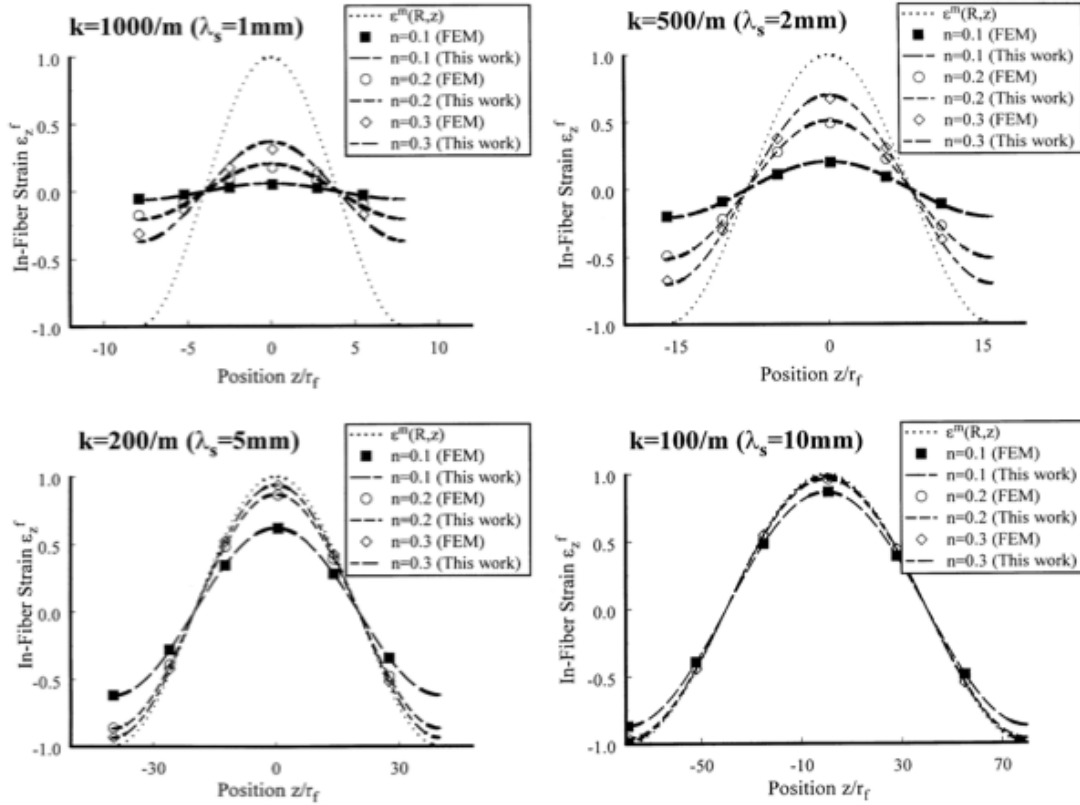 k=1000/m (λs=1mm)
εᵐ(R,z)
n=0.1 (FEM)
n=0.1 (This work)
n=0.2 (FEM)
n=0.2 (This work)
n=0.3 (FEM)
n=0.3 (This work)
In-Fiber Strain εzᶠ
1.0
0.5
0.0
-0.5
-1.0
-10 -5 0 5 10
Position z/rf
k=500/m (λs=2mm)
εᵐ(R,z)
n=0.1 (FEM)
n=0.1 (This work)
n=0.2 (FEM)
n=0.2 (This work)
n=0.3 (FEM)
n=0.3 (This work)
In-Fiber Strain εzᶠ
1.0
0.5
0.0
-0.5
-1.0
-15 0 15
Position z/rf
k=200/m (λs=5mm)
εᵐ(R,z)
n=0.1 (FEM)
n=0.1 (This work)
n=0.2 (FEM)
n=0.2 (This work)
n=0.3 (FEM)
n=0.3 (This work)
In-Fiber Strain εzᶠ
1.0
0.5
0.0
-0.5
-1.0
-30 0 30
Position z/rf
k=100/m (λs=10mm)
εᵐ(R,z)
n=0.1 (FEM)
n=0.1 (This work)
n=0.2 (FEM)
n=0.2 (This work)
n=0.3 (FEM)
n=0.3 (This work)
In-Fiber Strain εzᶠ
1.0
0.5
0.0
-0.5
-1.0
-50 -10 30 70
Position z/rf